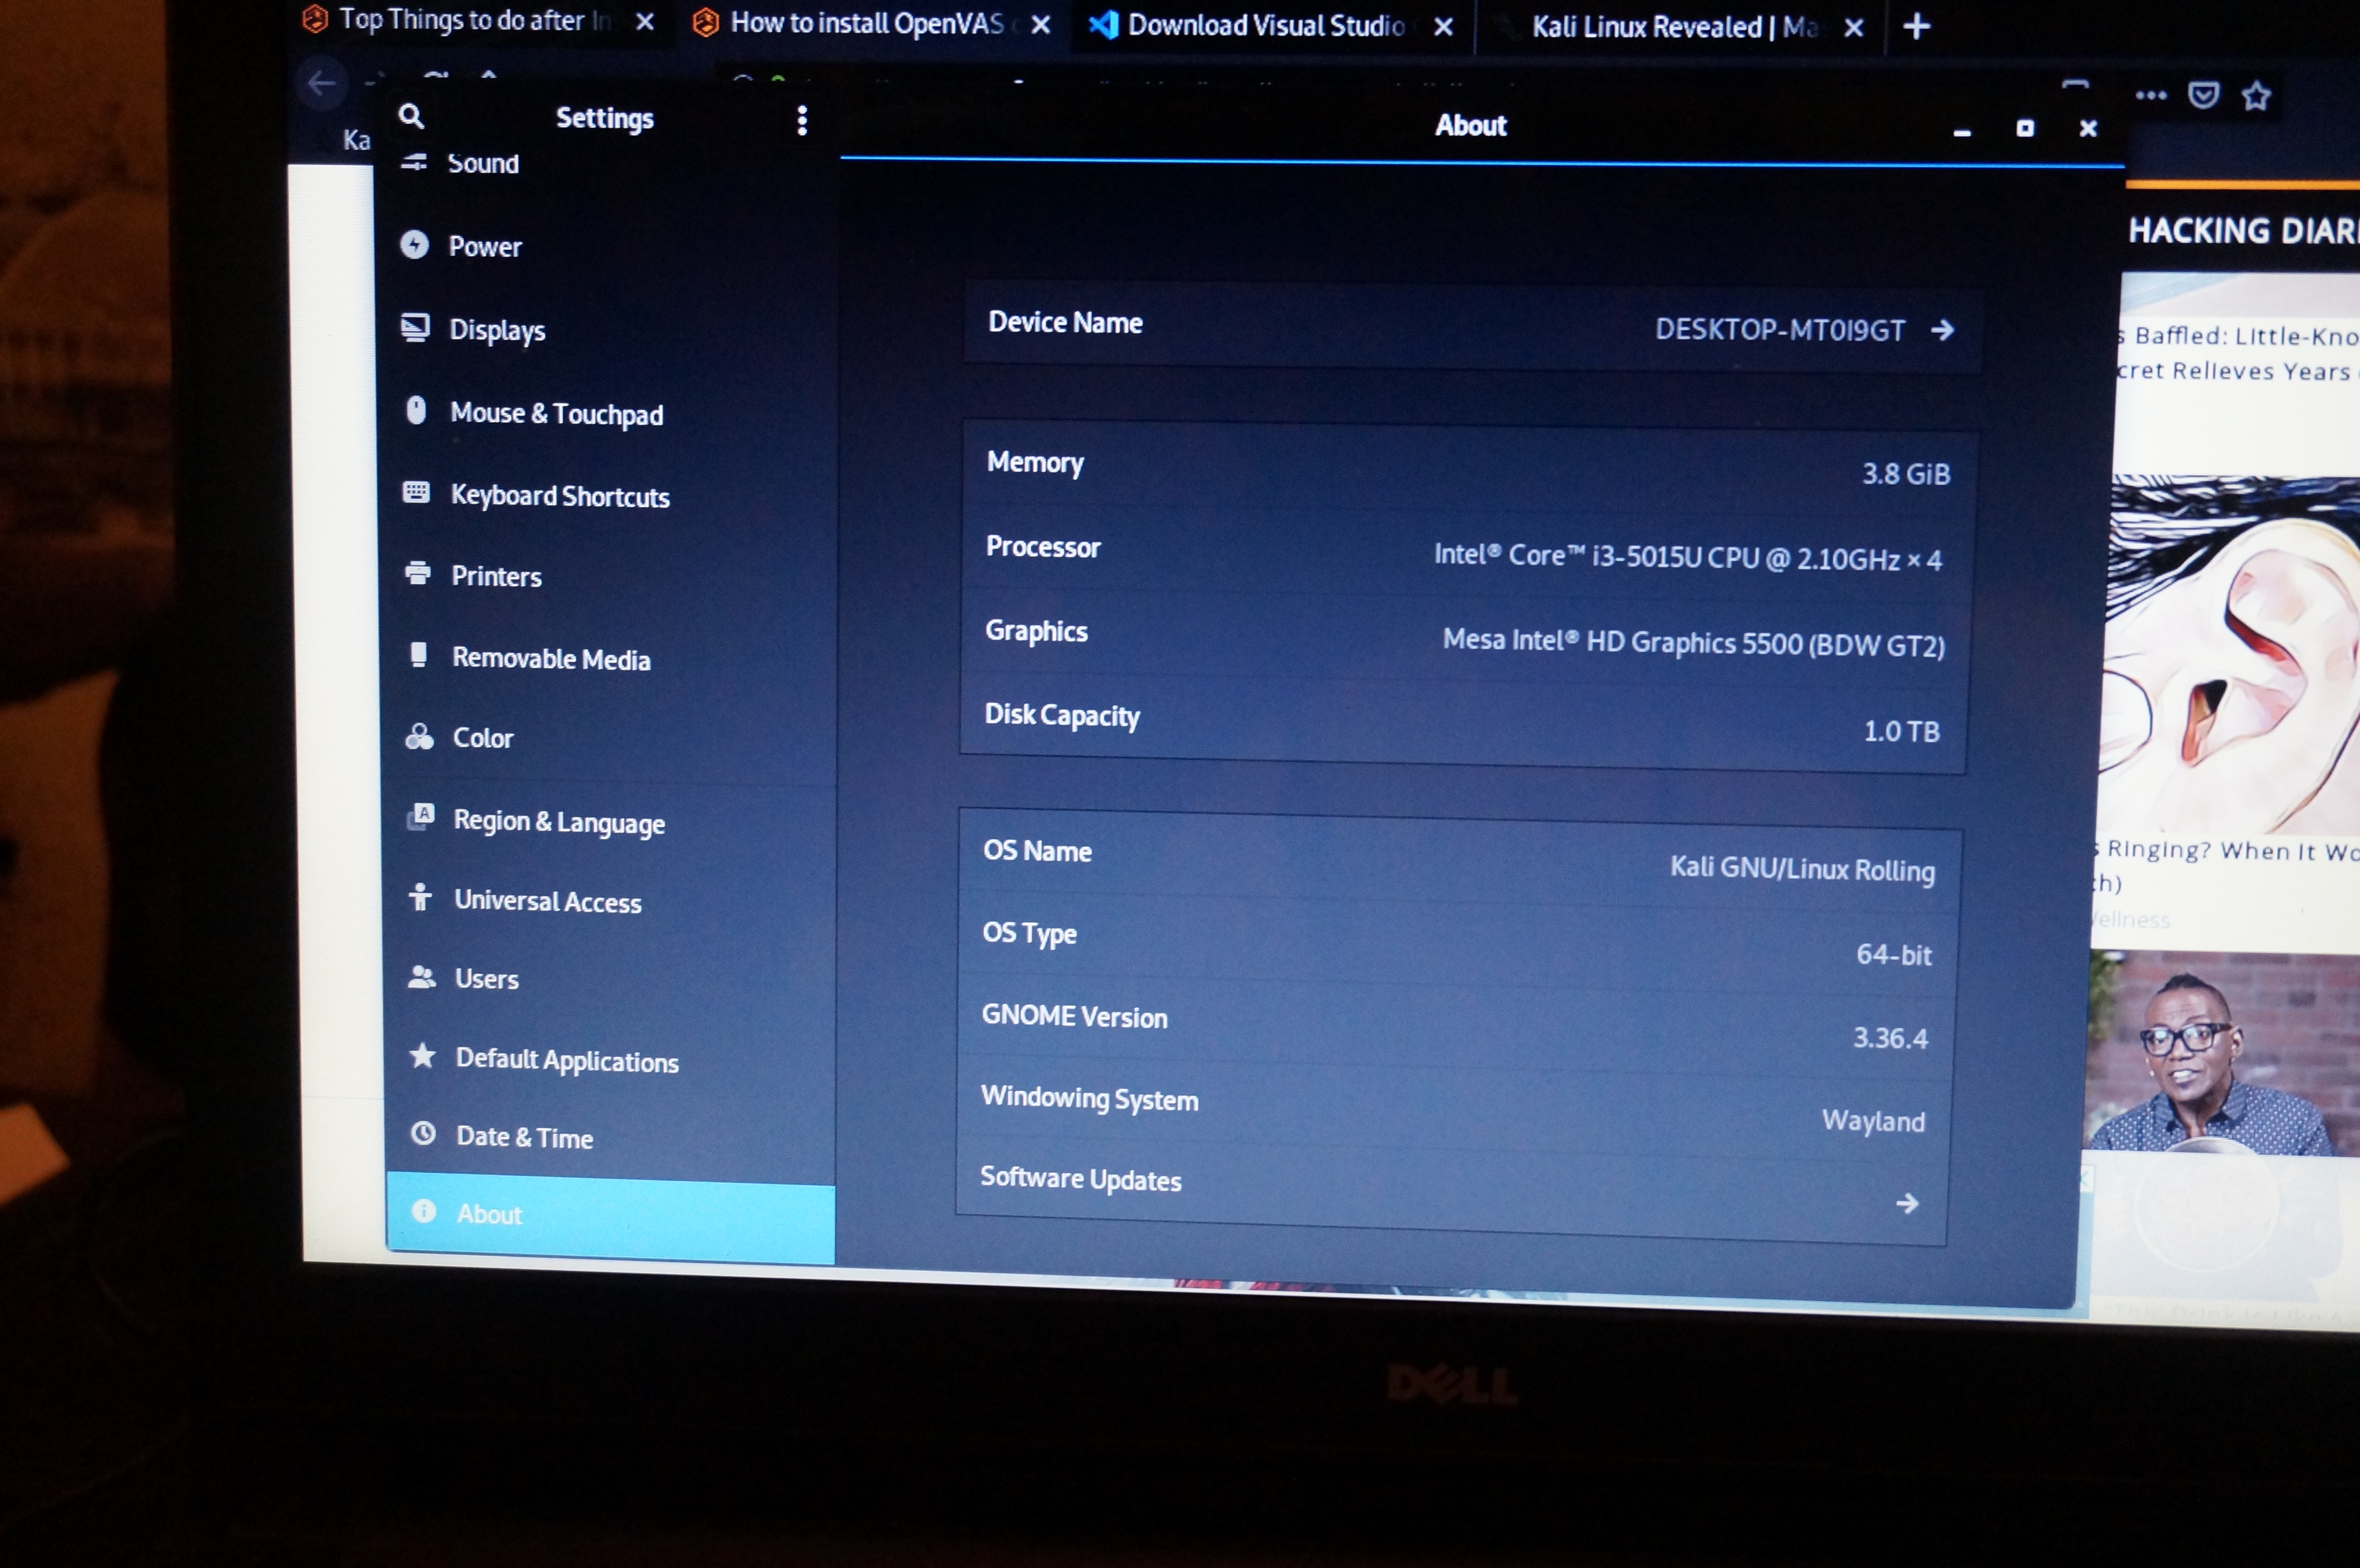 Top Things to do after In
How to install OpenVAS
Download Visual Studio
Kali Linux Revealed | Ma
Ka
Settings
About
Sound
Power
Displays
Mouse & Touchpad
Keyboard Shortcuts
Printers
Removable Media
Color
Region & Language
Universal Access
Users
Default Applications
Date & Time
About
Device Name DESKTOP-MT0I9GT
Memory 3.8 GiB
Processor Intel® Core™ i3-5015U CPU @ 2.10GHz × 4
Graphics Mesa Intel® HD Graphics 5500 (BDW GT2)
Disk Capacity 1.0 TB
OS Name Kali GNU/Linux Rolling
OS Type 64-bit
GNOME Version 3.36.4
Windowing System Wayland
Software Updates
HACKING DIARI
s Baffled: Little-Kno
cret Relieves Years
s Ringing? When It Wo
ch)
Wellness
DELL